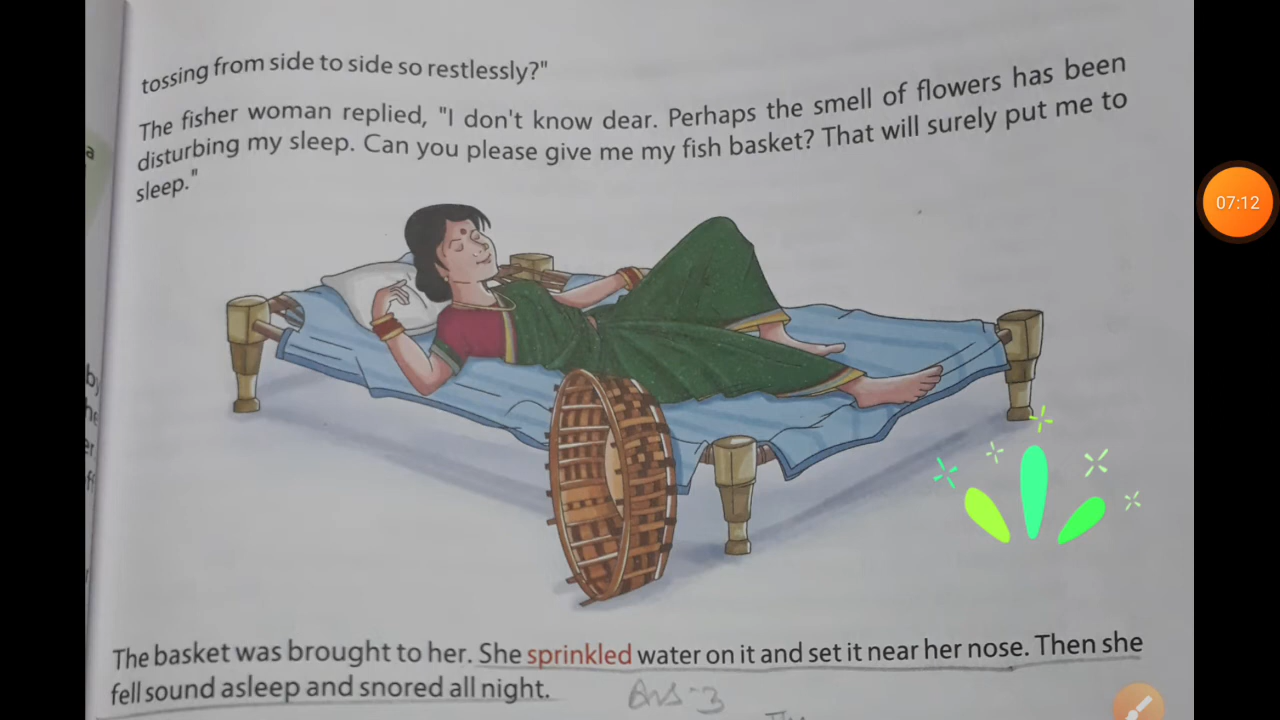 tossing from side to side so restlessly?"
The fisher woman replied, "I don't know dear. Perhaps the smell of flowers has been
disturbing my sleep. Can you please give me my fish basket? That will surely put me to
sleep."
07:12
The basket was brought to her. She sprinkled water on it and set it near her nose. Then she
fell sound asleep and snored all night.
Ans-3